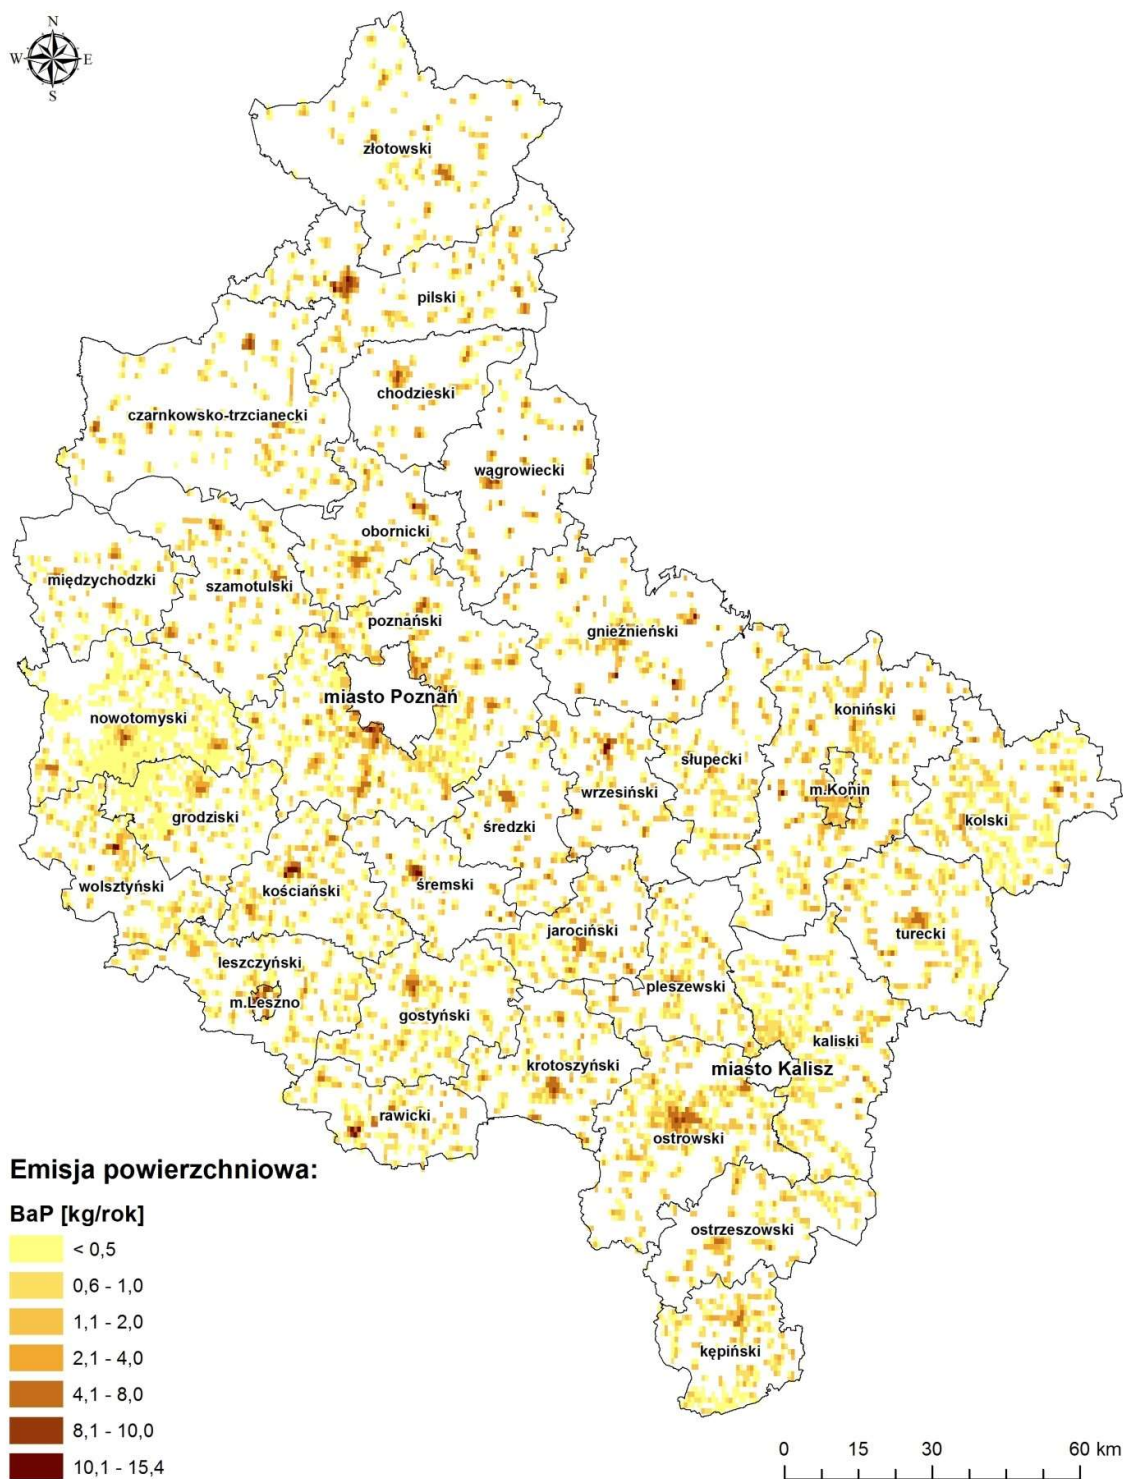 N
W E
S
złotowski
pilski
chodzieski
czarnkowsko-trzcianecki
wągrowiecki
obornicki
międzychodzki
szamotulski
poznański
gnieźnieński
miasto Poznań
nowotomyski
koniński
słupecki
wrzesiński
m.Konin
grodziski
średzki
kolski
wolsztyński
kościański
śremski
jarociński
turecki
leszczyński
pleszewski
m.Leszno
gostyński
kaliski
krotoszyński
miasto Kalisz
rawicki
ostrowski
Emisja powierzchniowa:
BaP [kg/rok]
ostrzeszowski
< 0,5
0,6 - 1,0
1,1 - 2,0
kępiński
2,1 - 4,0
4,1 - 8,0
8,1 - 10,0
10,1 - 15,4
0 15 30 60 km